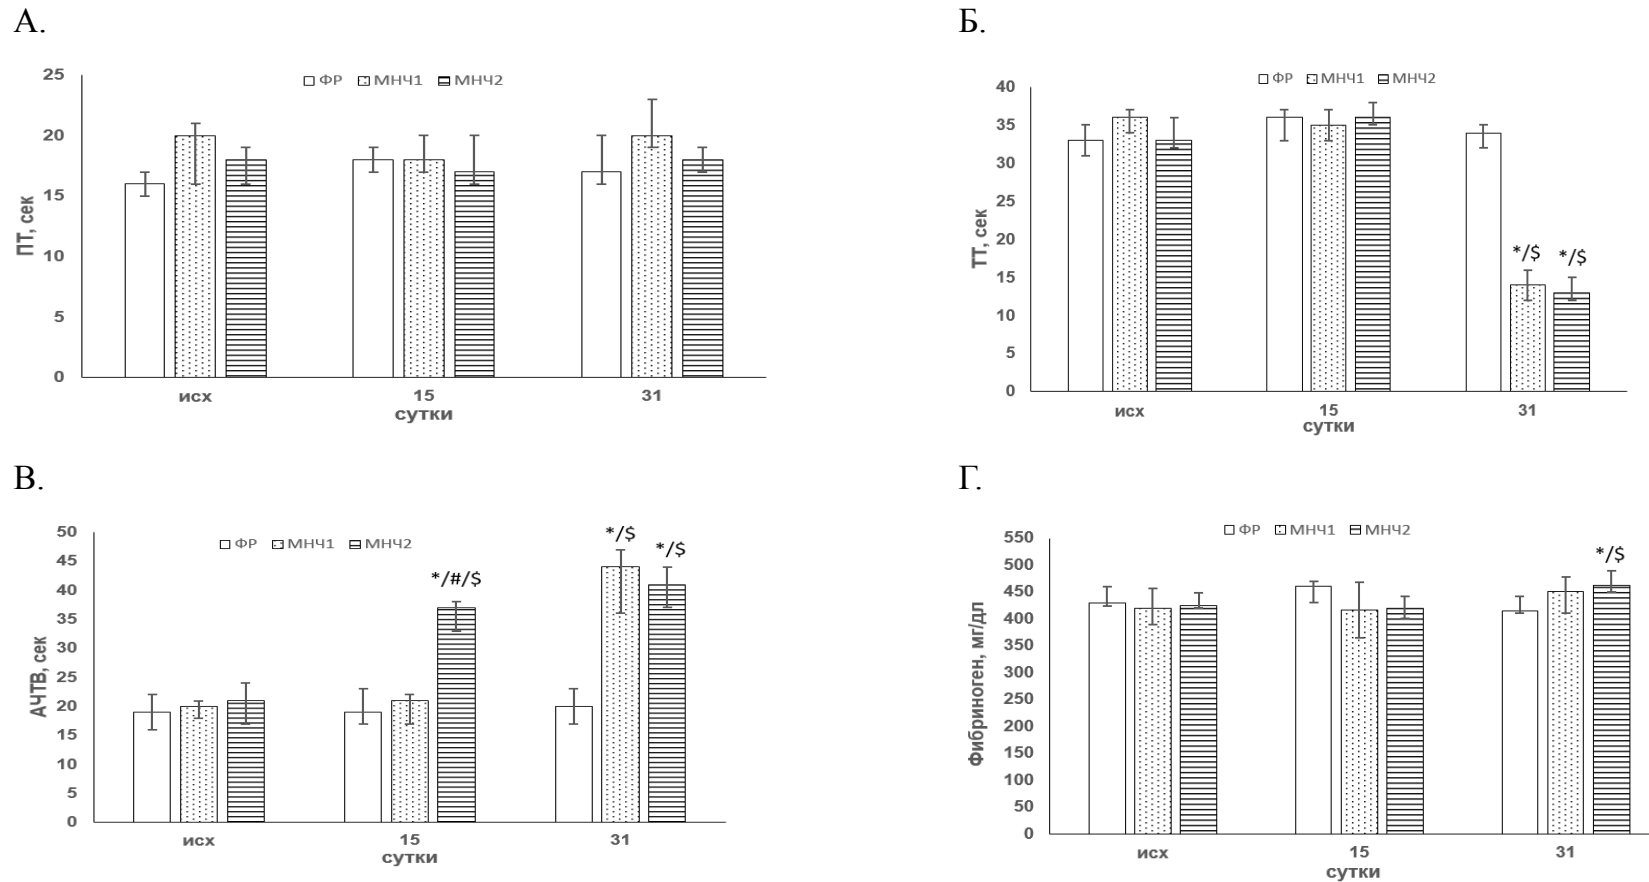 А.
ФР МНЧ1 МНЧ2
ПТ, сек
25
20
15
10
5
0
исх 15 31
сутки
Б.
ФР МНЧ1 МНЧ2
ТТ, сек
40
35
30
25
20
15
10
5
0
*/$ */$
исх 15 31
сутки
В.
ФР МНЧ1 МНЧ2
АЧТВ, сек
50
45
40
35
30
25
20
15
10
5
0
*/#/$ */$ */$
исх 15 31
сутки
Г.
ФР МНЧ1 МНЧ2
Фибриноген, мг/дл
550
500
450
400
350
300
250
200
150
100
50
0
*/$
исх 15 31
сутки